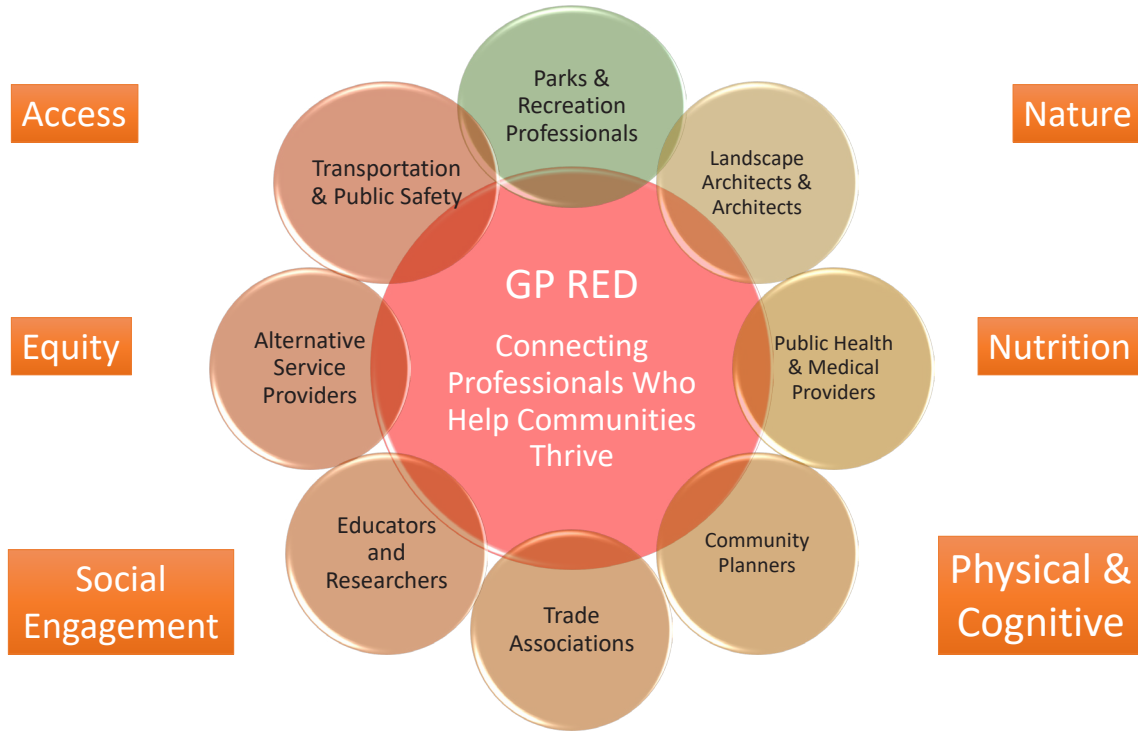 Parks &
Recreation
Professionals
Access
Nature
Transportation
& Public Safety
Landscape
Architects &
Architects
GP RED
Connecting
Professionals Who
Help Communities
Thrive
Equity
Alternative
Service
Providers
Public Health
& Medical
Providers
Nutrition
Educators
and
Researchers
Community
Planners
Social
Engagement
Trade
Associations
Physical &
Cognitive